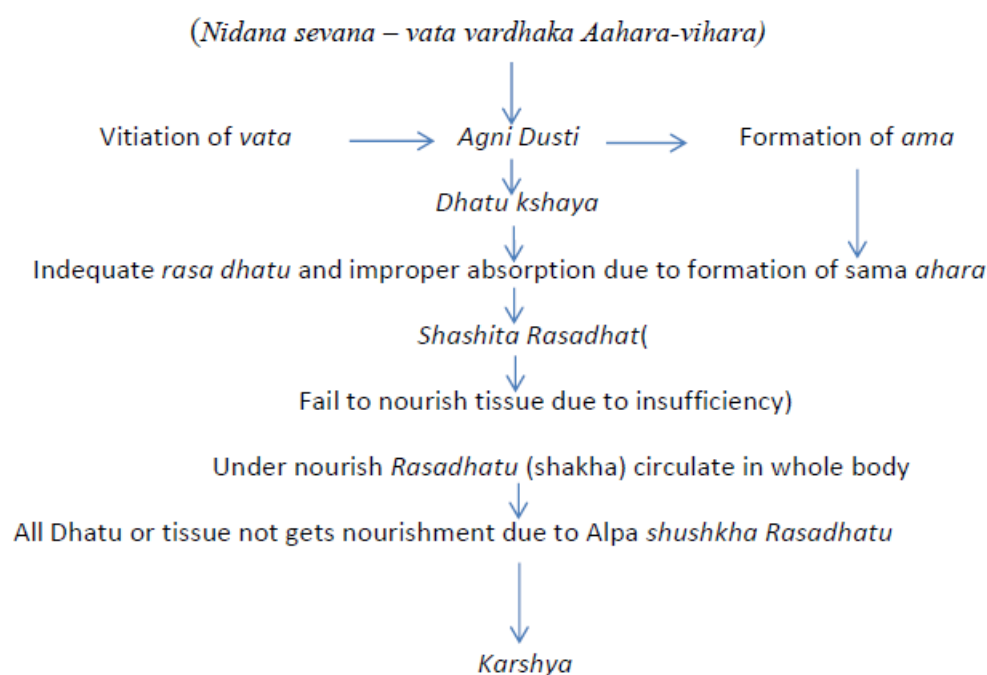 (Nidana sevana – vata vardhaka Aahara-vihara)
Vitiation of vata Agni Dusti Formation of ama
Dhatu kshaya
Indequate rasa dhatu and improper absorption due to formation of sama ahara
Shashita Rasadhat(
Fail to nourish tissue due to insufficiency)
Under nourish Rasadhatu (shakha) circulate in whole body
All Dhatu or tissue not gets nourishment due to Alpa shushkha Rasadhatu
Karshya